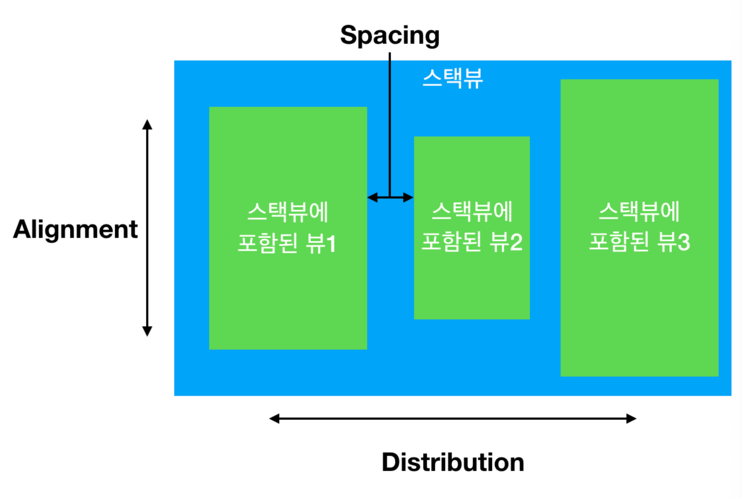 Spacing
스택뷰
Alignment
스택뷰에
포함된 뷰1
스택뷰에
포함된 뷰2
스택뷰에
포함된 뷰3
Distribution